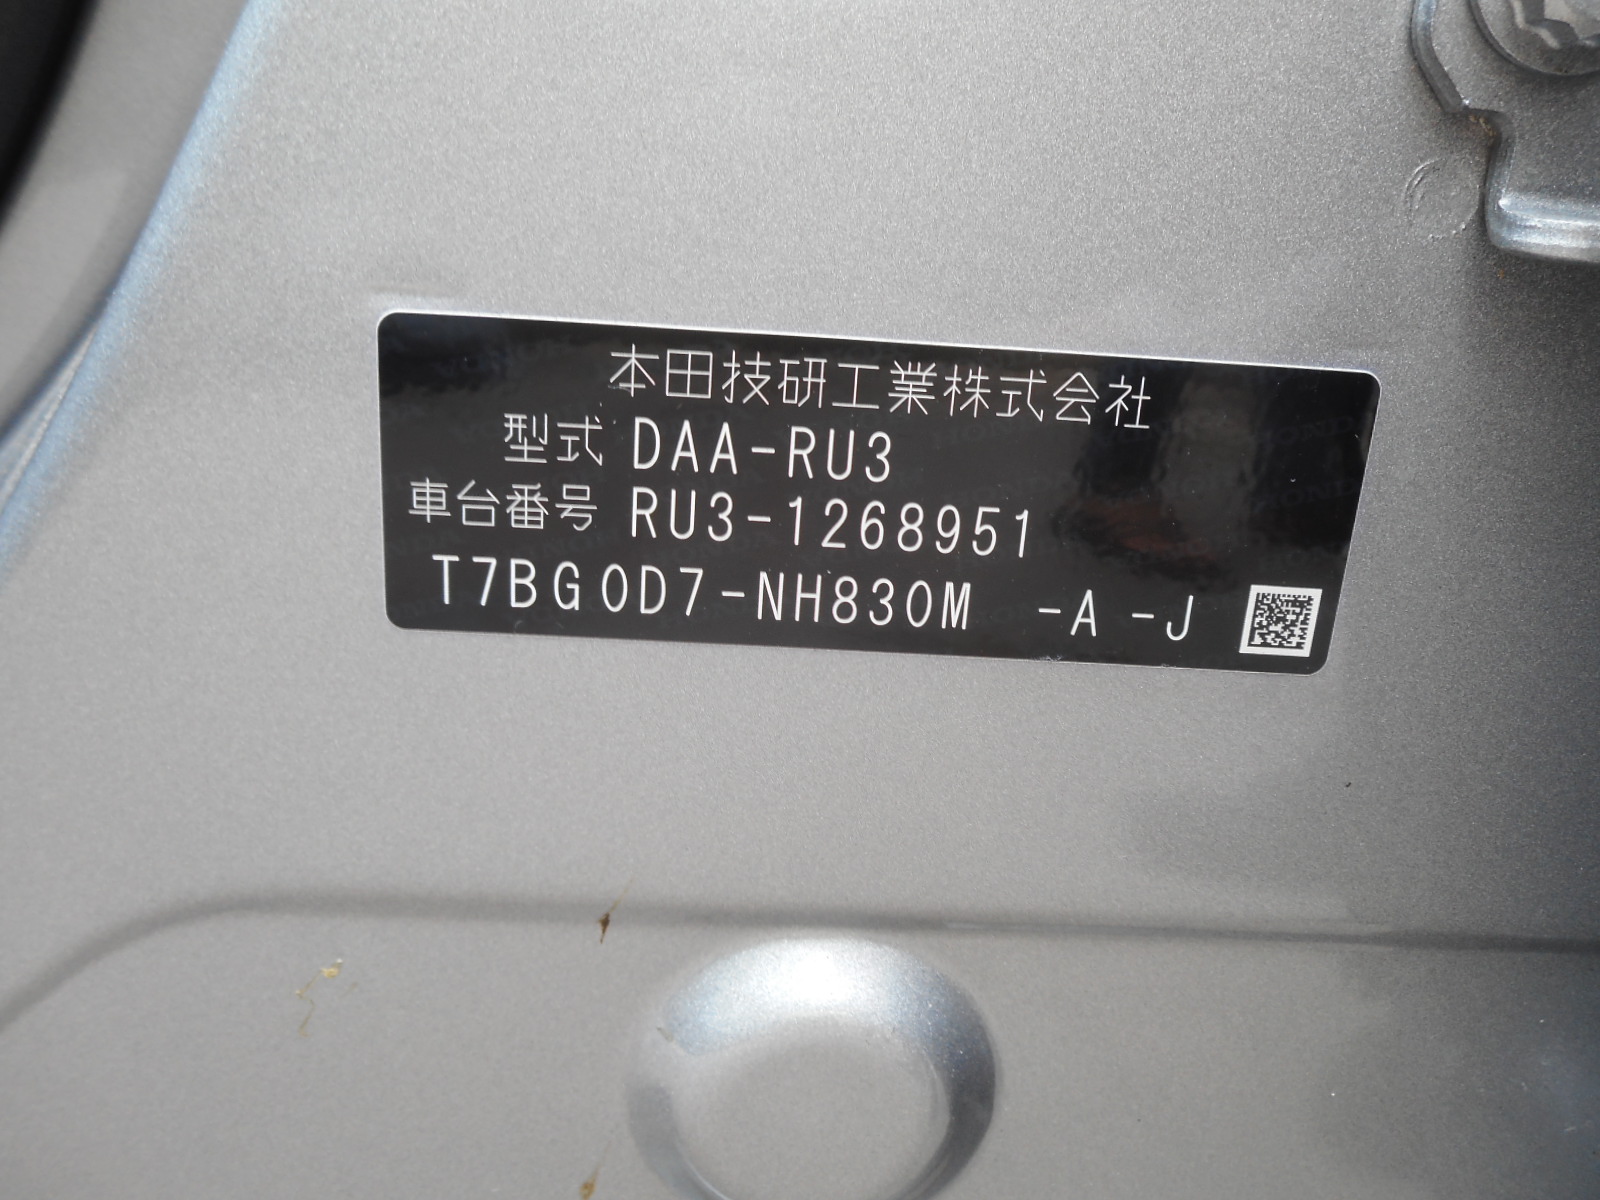 本田技研工業株式会社
型式 DAA-RU3
車台番号 RU3-1268951
T7BG0D7-NH830M -A -J